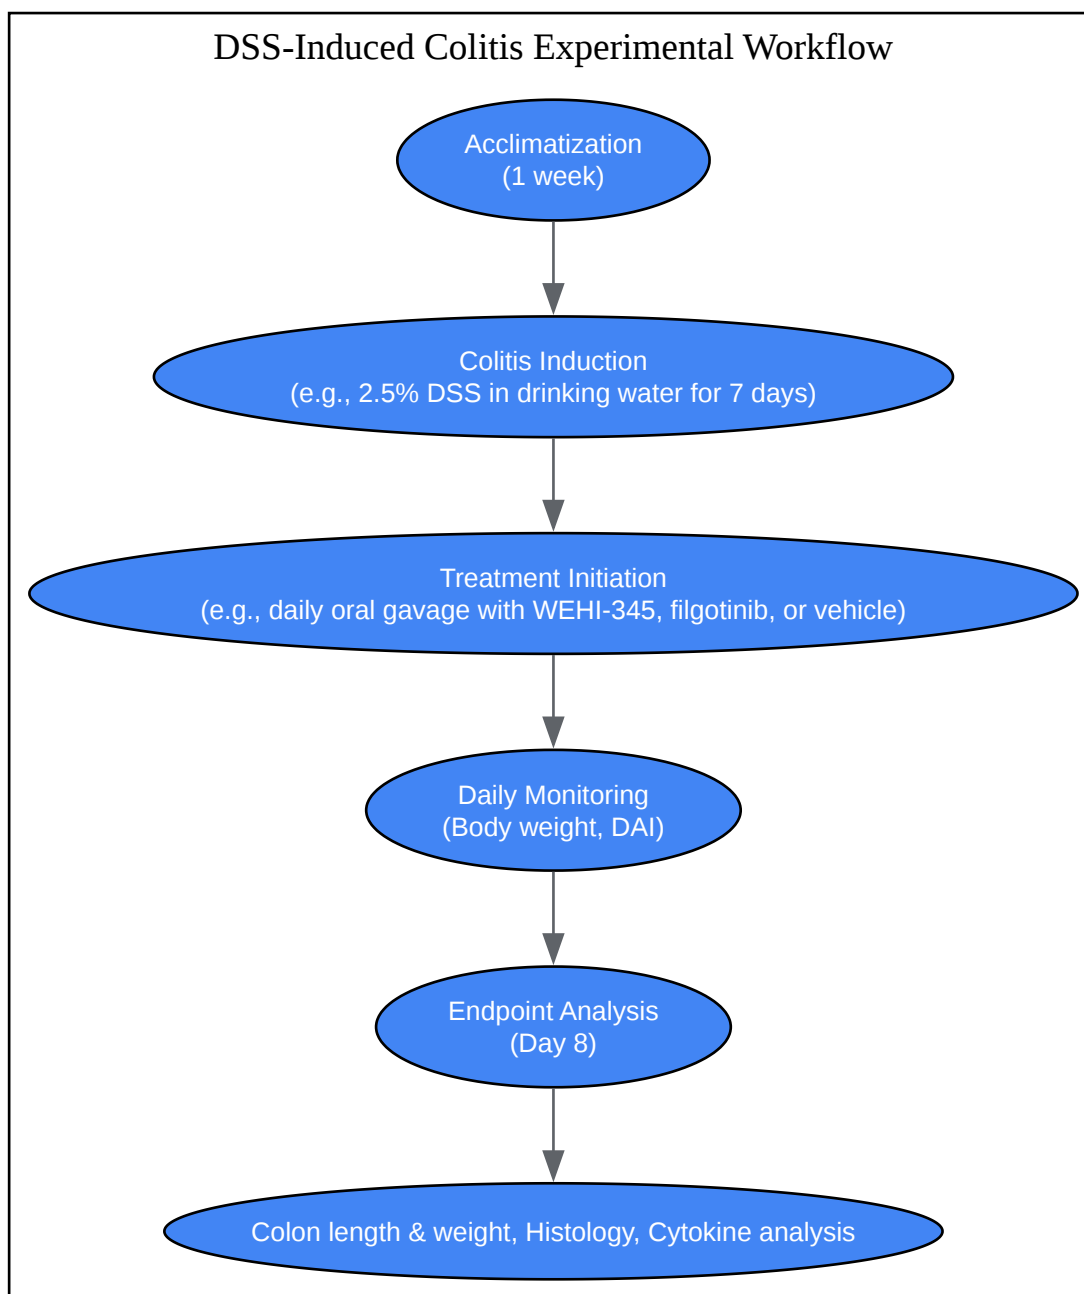 DSS-Induced Colitis Experimental Workflow
Acclimatization
(1 week)
Colitis Induction
(e.g., 2.5% DSS in drinking water for 7 days)
Treatment Initiation
(e.g., daily oral gavage with WEHI-345, filgotinib, or vehicle)
Daily Monitoring
(Body weight, DAI)
Endpoint Analysis
(Day 8)
Colon length & weight, Histology, Cytokine analysis